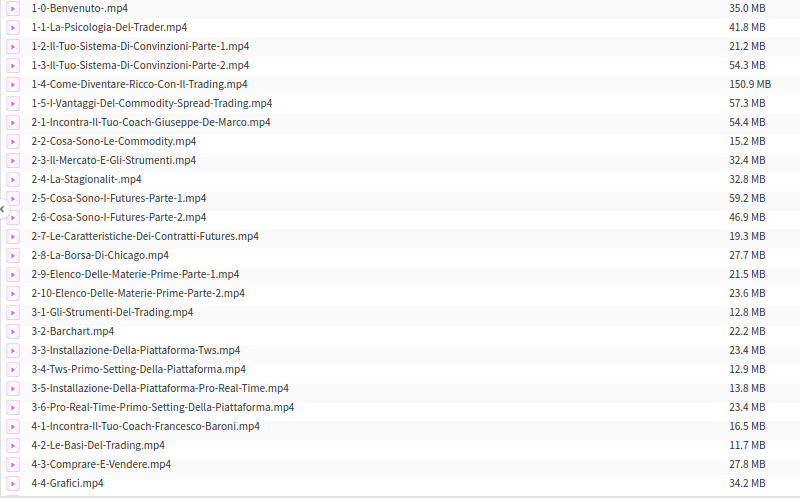 1-0-Benvenuto-.mp4 35.0 MB
1-1-La-Psicologia-Del-Trader.mp4 41.8 MB
1-2-Il-Tuo-Sistema-Di-Convinzioni-Parte-1.mp4 21.2 MB
1-3-Il-Tuo-Sistema-Di-Convinzioni-Parte-2.mp4 54.3 MB
1-4-Come-Diventare-Ricco-Con-Il-Trading.mp4 150.9 MB
1-5-I-Vantaggi-Del-Commodity-Spread-Trading.mp4 57.3 MB
2-1-Incontra-Il-Tuo-Coach-Giuseppe-De-Marco.mp4 54.4 MB
2-2-Cosa-Sono-Le-Commodity.mp4 15.2 MB
2-3-Il-Mercato-E-Gli-Strumenti.mp4 32.4 MB
2-4-La-Stagionalit-.mp4 32.8 MB
2-5-Cosa-Sono-I-Futures-Parte-1.mp4 59.2 MB
2-6-Cosa-Sono-I-Futures-Parte-2.mp4 46.9 MB
2-7-Le-Caratteristiche-Dei-Contratti-Futures.mp4 19.3 MB
2-8-La-Borsa-Di-Chicago.mp4 27.7 MB
2-9-Elenco-Delle-Materie-Prime-Parte-1.mp4 21.5 MB
2-10-Elenco-Delle-Materie-Prime-Parte-2.mp4 23.6 MB
3-1-Gli-Strumenti-Del-Trading.mp4 12.8 MB
3-2-Barchart.mp4 22.2 MB
3-3-Installazione-Della-Piattaforma-Tws.mp4 23.4 MB
3-4-Tws-Primo-Setting-Della-Piattaforma.mp4 12.9 MB
3-5-Installazione-Della-Piattaforma-Pro-Real-Time.mp4 13.8 MB
3-6-Pro-Real-Time-Primo-Setting-Della-Piattaforma.mp4 23.4 MB
4-1-Incontra-Il-Tuo-Coach-Francesco-Baroni.mp4 16.5 MB
4-2-Le-Basi-Del-Trading.mp4 11.7 MB
4-3-Comprare-E-Vendere.mp4 27.8 MB
4-4-Grafici.mp4 34.2 MB